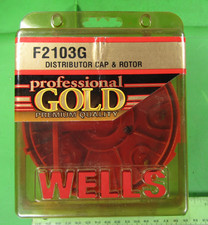 F2103G
DISTRIBUTOR CAP & ROTOR
professional
GOLD
PREMIUM QUALITY
WELLS